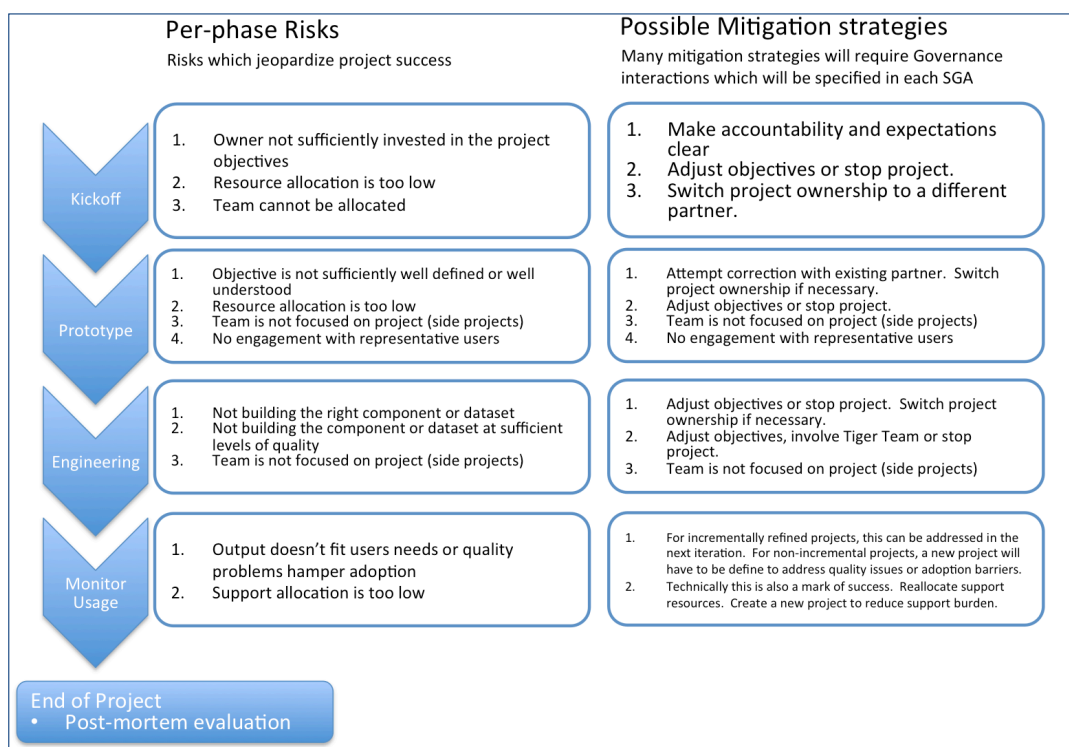 Per-phase Risks
Risks which jeopardize project success
Possible Mitigation strategies
Many mitigation strategies will require Governance
interactions which will be specified in each SGA
Kickoff
1. Owner not sufficiently invested in the project
objectives
2. Resource allocation is too low
3. Team cannot be allocated
1. Make accountability and expectations
clear
2. Adjust objectives or stop project.
3. Switch project ownership to a different
partner.
Prototype
1. Objective is not sufficiently well defined or well
understood
2. Resource allocation is too low
3. Team is not focused on project (side projects)
4. No engagement with representative users
1. Attempt correction with existing partner. Switch
project ownership if necessary.
2. Adjust objectives or stop project.
3. Team is not focused on project (side projects)
4. No engagement with representative users
Engineering
1. Not building the right component or dataset
2. Not building the component or dataset at sufficient
levels of quality
3. Team is not focused on project (side projects)
1. Adjust objectives or stop project. Switch project
ownership if necessary.
2. Adjust objectives, involve Tiger Team or stop
project.
3. Team is not focused on project (side projects)
Monitor
Usage
1. Output doesn't fit users needs or quality
problems hamper adoption
2. Support allocation is too low
1. For incrementally refined projects, this can be addressed in the
next iteration. For non-incremental projects, a new project will
have to be define to address quality issues or adoption barriers.
2. Technically this is also a mark of success. Reallocate support
resources. Create a new project to reduce support burden.
End of Project
• Post-mortem evaluation